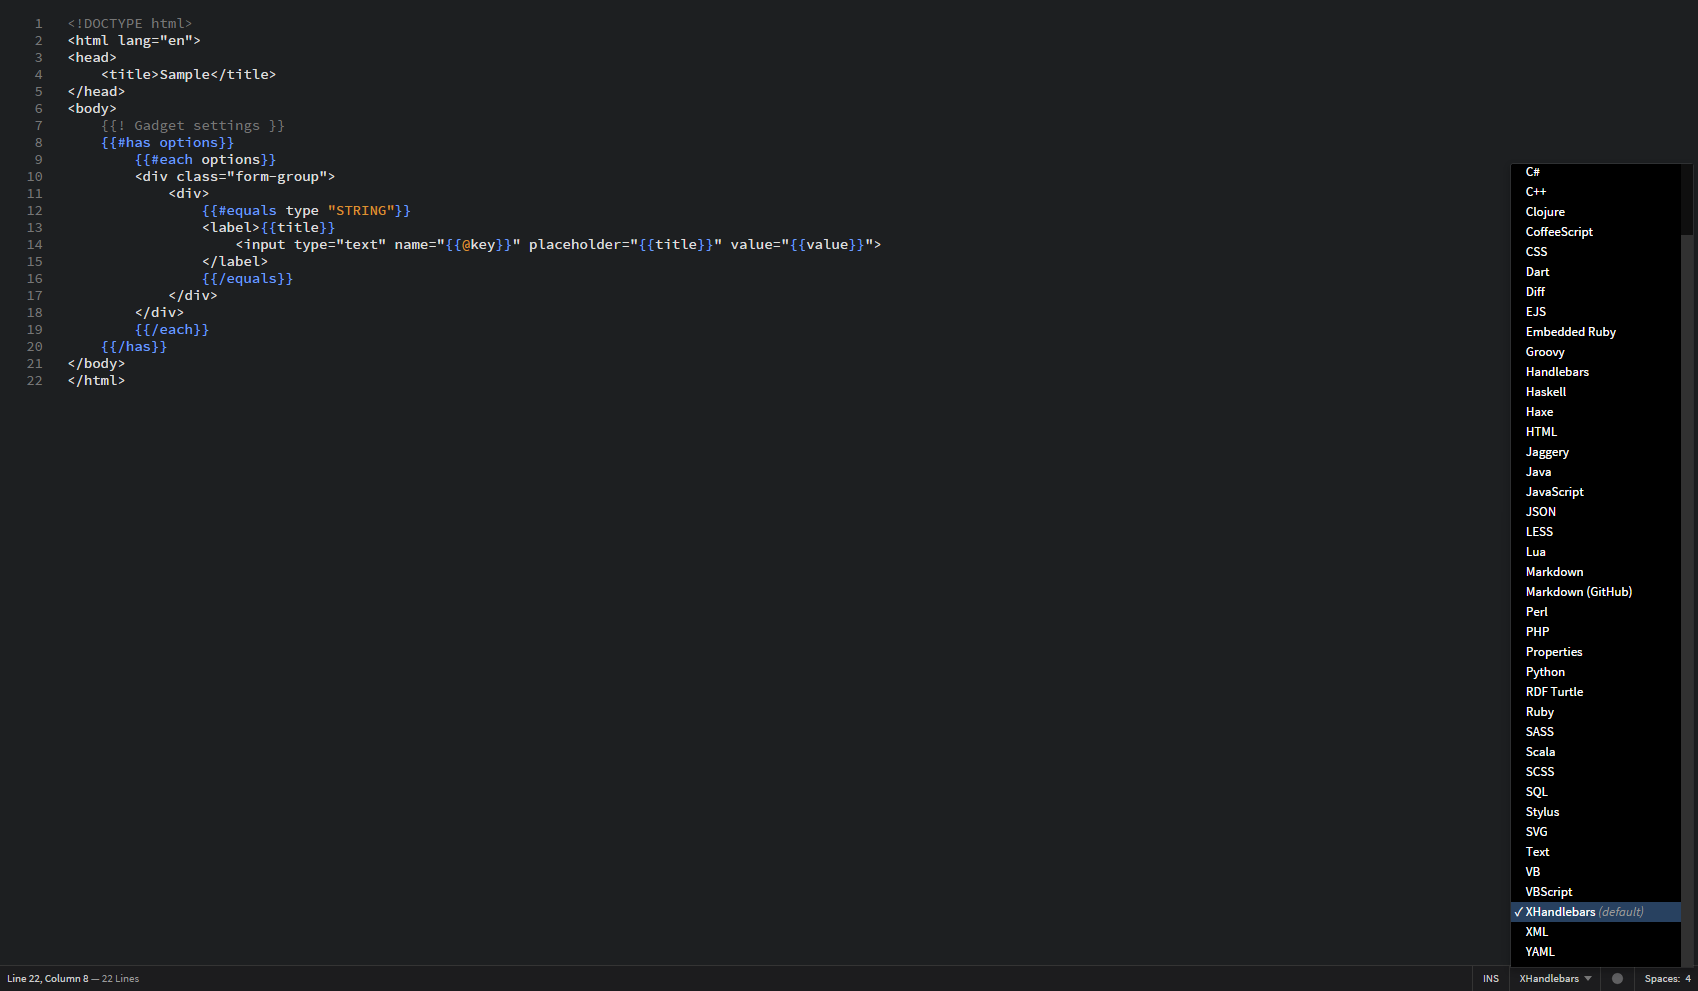 1 <!DOCTYPE html>
2 <html lang="en">
3 <head>
4     <title>Sample</title>
5 </head>
6 <body>
7     {{! Gadget settings }}
8     {{#has options}}
9         {{#each options}}
10         <div class="form-group">
11             <div>
12                 {{#equals type "STRING"}}
13                 <label>{{title}}
14                     <input type="text" name="{{@key}}" placeholder="{{title}}" value="{{value}}">
15                 </label>
16                 {{/equals}}
17             </div>
18         </div>
19         {{/each}}
20     {{/has}}
21 </body>
22 </html>
C#
C++
Clojure
CoffeeScript
CSS
Dart
Diff
EJS
Embedded Ruby
Groovy
Handlebars
Haskell
Haxe
HTML
Jaggery
Java
JavaScript
JSON
LESS
Lua
Markdown
Markdown (GitHub)
Perl
PHP
Properties
Python
RDF Turtle
Ruby
SASS
Scala
SCSS
SQL
Stylus
SVG
Text
VB
VBScript
✓ XHandlebars (default)
XML
YAML
Line 22, Column 8 — 22 Lines INS XHandlebars Spaces: 4